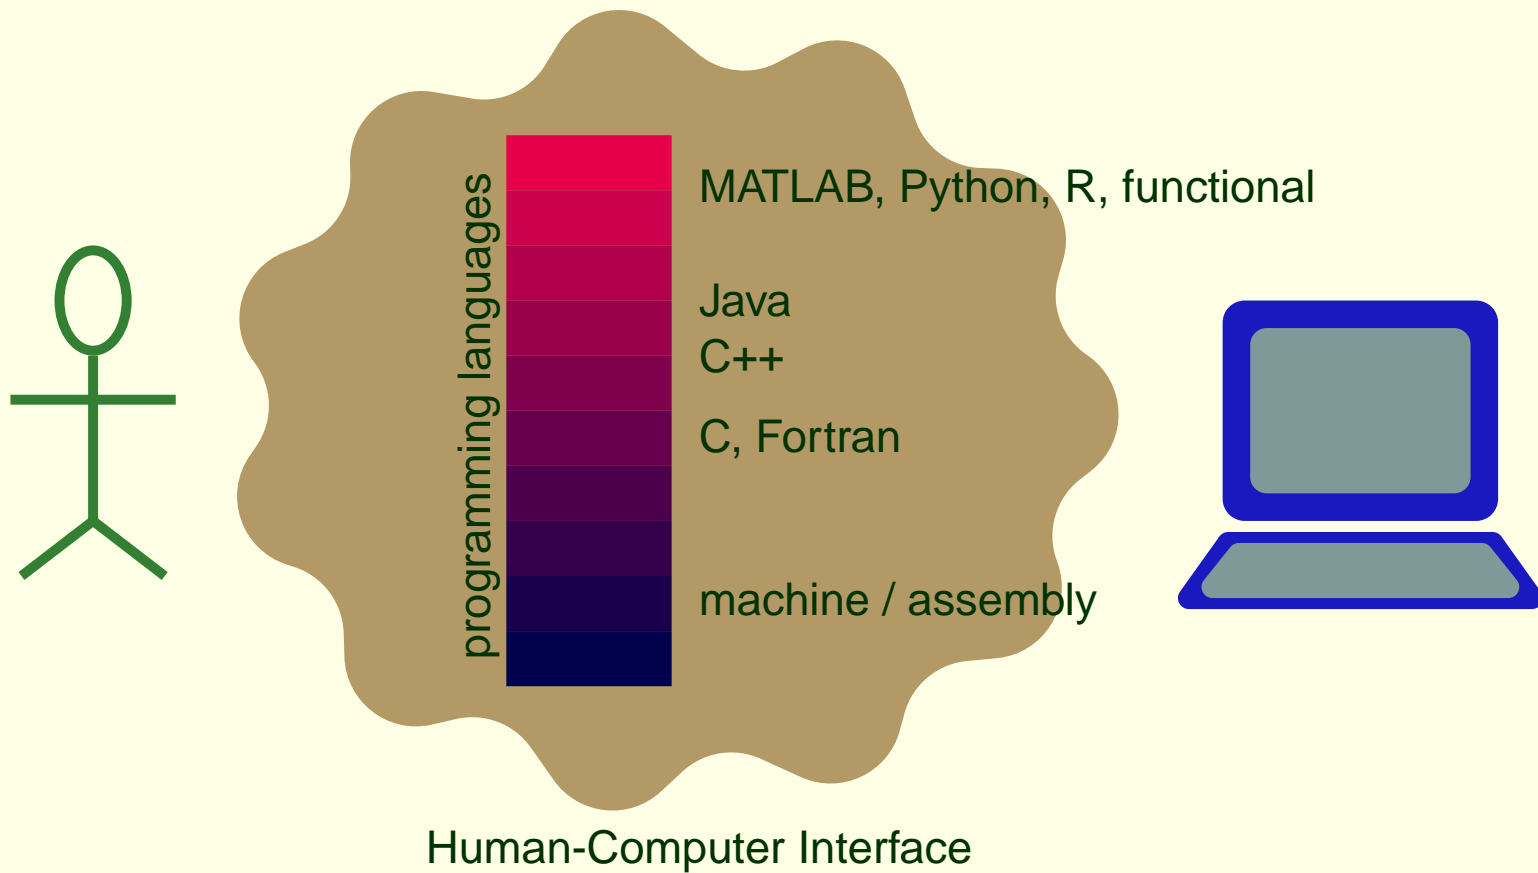 programming languages
MATLAB, Python, R, functional
Java
C++
C, Fortran
machine / assembly
Human-Computer Interface